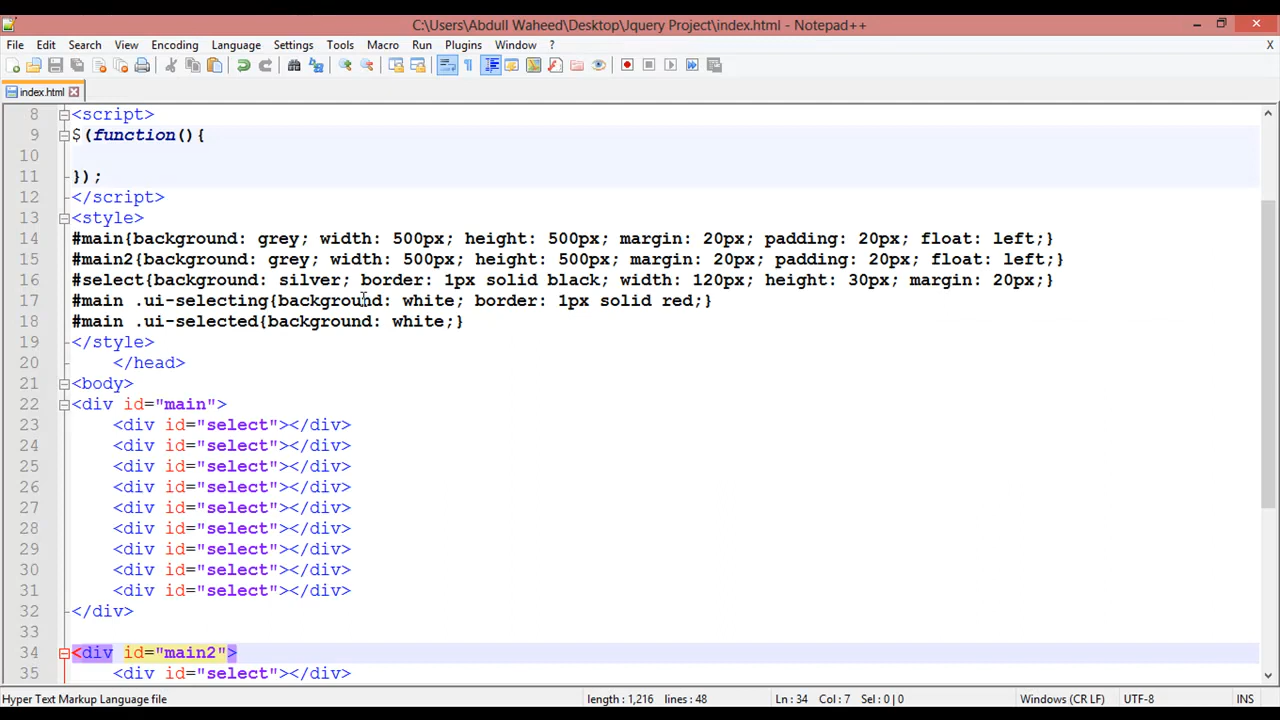 C:\Users\Abdull Waheed\Desktop\Jquery Project\index.html - Notepad++
File Edit Search View Encoding Language Settings Tools Macro Run Plugins Window ? X
index.html
8 <script>
9 $(function(){
10
11 });
12 </script>
13 <style>
14 #main{background: grey; width: 500px; height: 500px; margin: 20px; padding: 20px; float: left;}
15 #main2{background: grey; width: 500px; height: 500px; margin: 20px; padding: 20px; float: left;}
16 #select{background: silver; border: 1px solid black; width: 120px; height: 30px; margin: 20px;}
17 #main .ui-selecting{background: white; border: 1px solid red;}
18 #main .ui-selected{background: white;}
19 </style>
20 </head>
21 <body>
22 <div id="main">
23 <div id="select"></div>
24 <div id="select"></div>
25 <div id="select"></div>
26 <div id="select"></div>
27 <div id="select"></div>
28 <div id="select"></div>
29 <div id="select"></div>
30 <div id="select"></div>
31 <div id="select"></div>
32 </div>
33
34 <div id="main2">
35 <div id="select"></div>
Hyper Text Markup Language file length : 1,216 lines : 48 Ln : 34 Col : 7 Sel : 0 | 0 Windows (CR LF) UTF-8 INS